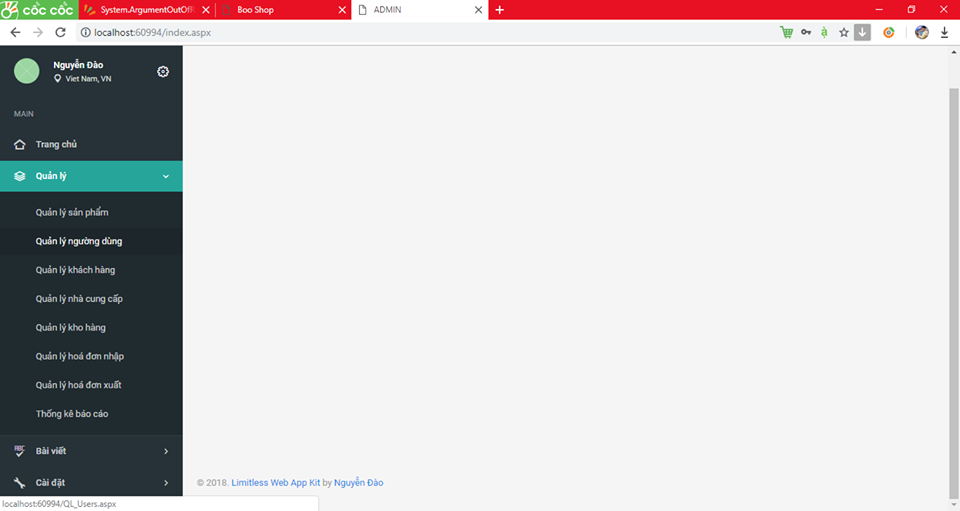 cốc cốc
System.ArgumentOutOfR
Boo Shop
ADMIN
localhost:60994/index.aspx
Nguyễn Đào
Viet Nam, VN
MAIN
Trang chủ
Quản lý
Quản lý sản phẩm
Quản lý ngường dùng
Quản lý khách hàng
Quản lý nhà cung cấp
Quản lý kho hàng
Quản lý hoá đơn nhập
Quản lý hoá đơn xuất
Thống kê báo cáo
Bài viết
Cài đặt
© 2018. Limitless Web App Kit by Nguyễn Đào
localhost:60994/QL_Users.aspx